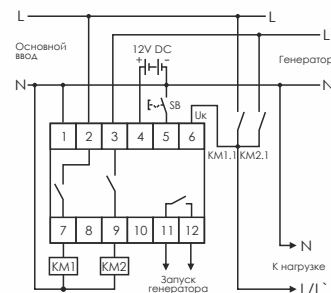 L
L
Основной
ввод
12V DC
+
−
L
Генератор
N
N
SB
Uк
1 2 3 4 5 6
KM1.1 KM2.1
7 8 9 10 11 12
N
KM1
KM2
К нагрузке
Запуск
генератора
L/L`